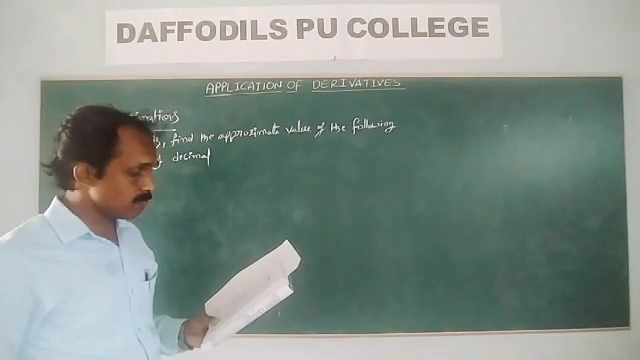 DAFFODILS PU COLLEGE
APPLICATION OF DERIVATIVES
find the approximate value of the following
decimal